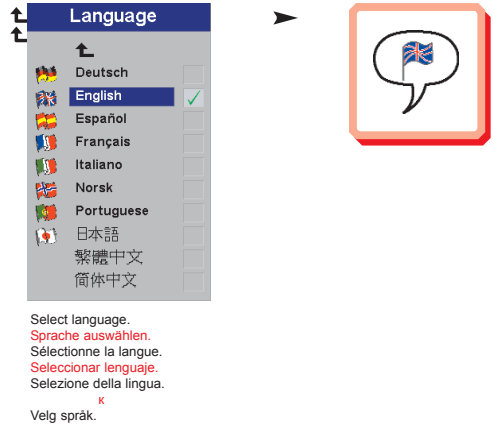 Language
Deutsch
English
Español
Français
Italiano
Norsk
Portuguese
日本語
繁體中文
简体中文
Select language.
Sprache auswählen.
Sélectionne la langue.
Seleccionar lenguaje.
Selezione della lingua.
к
Velg språk.